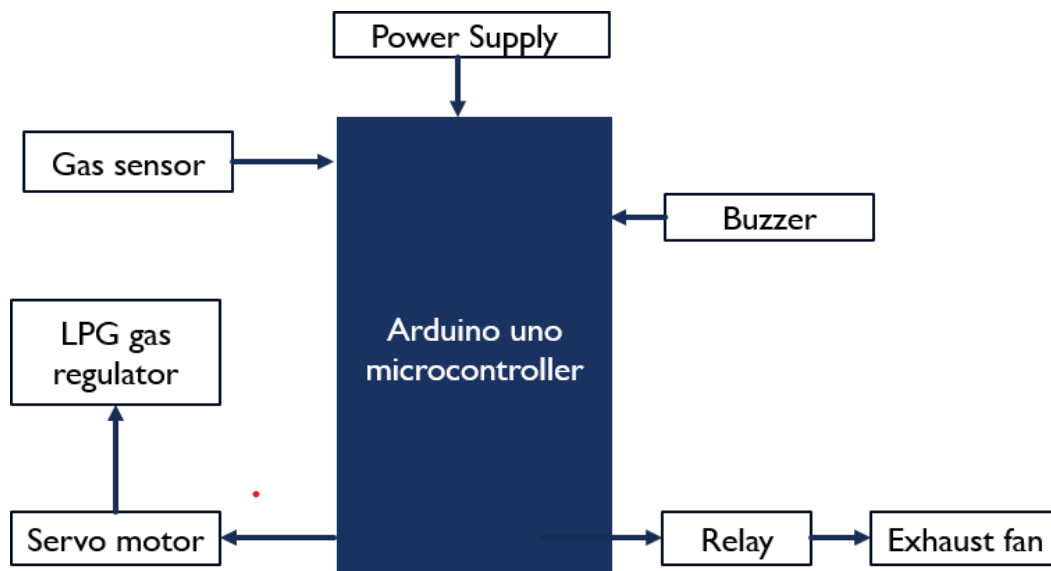 Power Supply
Gas sensor
Buzzer
LPG gas
regulator
Arduino uno
microcontroller
Servo motor
Relay
Exhaust fan